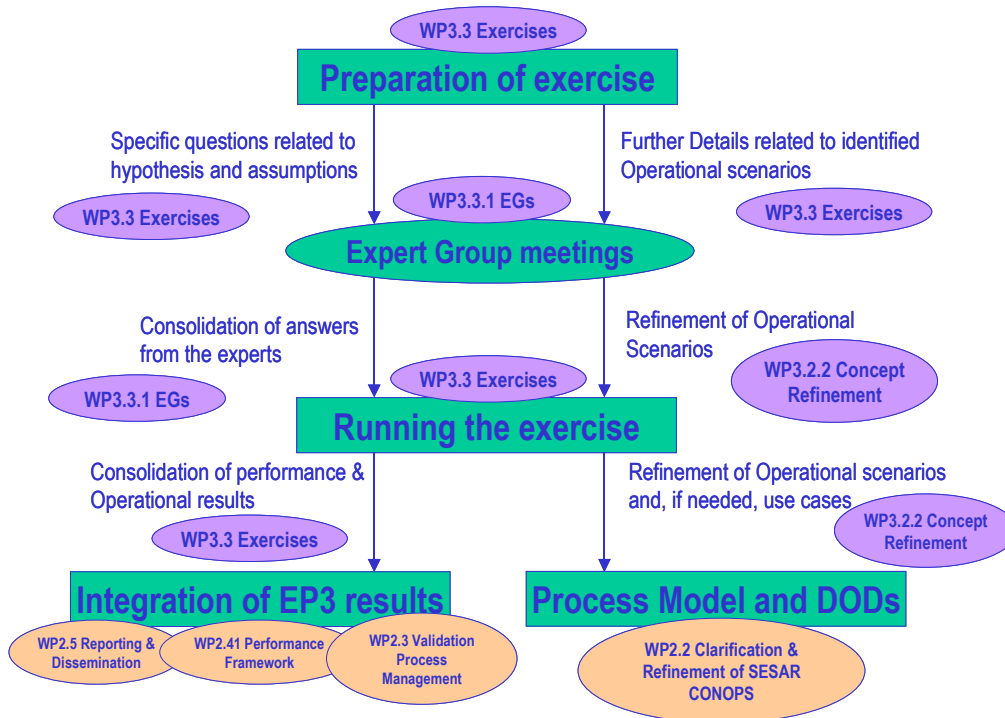 WP3.3 Exercises
Preparation of exercise
Specific questions related to
hypothesis and assumptions
Further Details related to identified
Operational scenarios
WP3.3 Exercises
WP3.3.1 EGs
WP3.3 Exercises
Expert Group meetings
Consolidation of answers
from the experts
Refinement of Operational
Scenarios
WP3.3.1 EGs
WP3.3 Exercises
WP3.2.2 Concept
Refinement
Running the exercise
Consolidation of performance &
Operational results
Refinement of Operational scenarios
and, if needed, use cases
WP3.3 Exercises
WP3.2.2 Concept
Refinement
Integration of EP3 results
Process Model and DODs
WP2.5 Reporting &
Dissemination
WP2.41 Performance
Framework
WP2.3 Validation
Process
Management
WP2.2 Clarification &
Refinement of SESAR
CONOPS